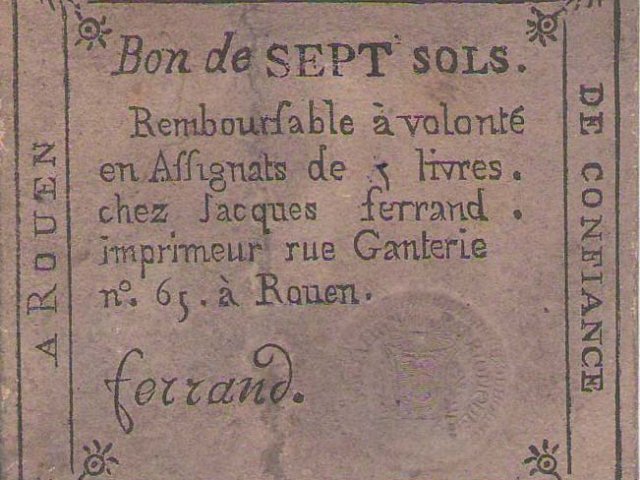 Bon de SEPT SOLS.
Rembourſable à volonté
en Aſſignats de 5 livres.
chez Jacques ferrand.
imprimeur rue Ganterie
nº. 65. à Rouen.
ferrand.
A ROUEN
DE CONFIANCE